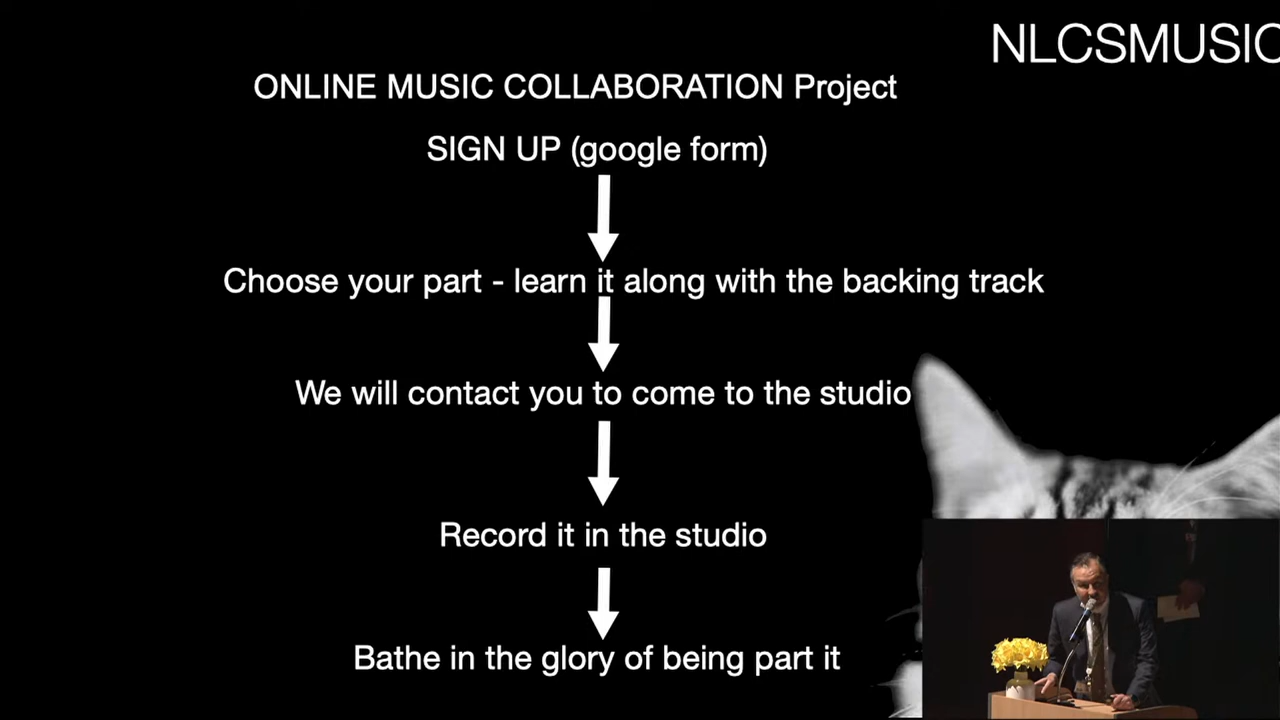 NLCSMUSIC
ONLINE MUSIC COLLABORATION Project
SIGN UP (google form)
Choose your part - learn it along with the backing track
We will contact you to come to the studio
Record it in the studio
Bathe in the glory of being part it